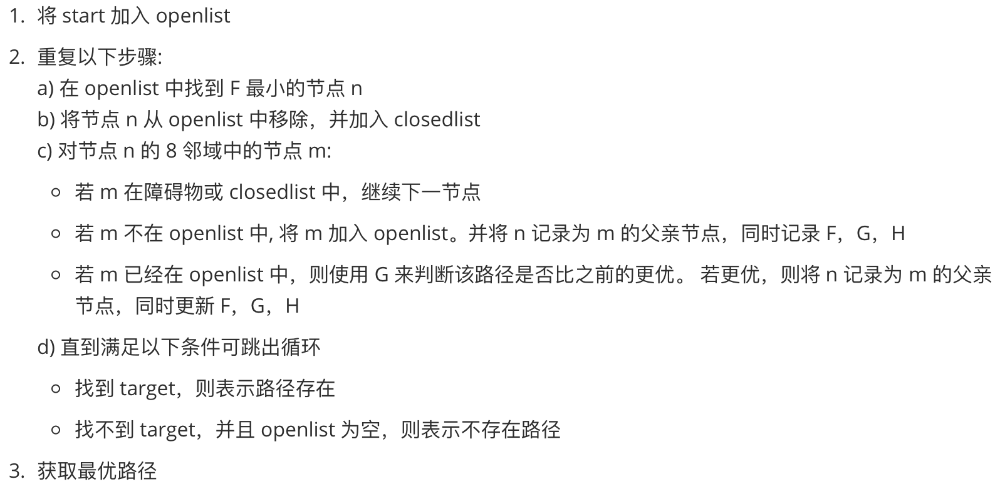 1. 将 start 加入 openlist
2. 重复以下步骤:
a) 在 openlist 中找到 F 最小的节点 n
b) 将节点 n 从 openlist 中移除，并加入 closedlist
c) 对节点 n 的 8 邻域中的节点 m:
○ 若 m 在障碍物或 closedlist 中，继续下一节点
○ 若 m 不在 openlist 中, 将 m 加入 openlist。并将 n 记录为 m 的父亲节点，同时记录 F，G，H
○ 若 m 已经在 openlist 中，则使用 G 来判断该路径是否比之前的更优。 若更优，则将 n 记录为 m 的父亲
节点，同时更新 F，G，H
d) 直到满足以下条件可跳出循环
○ 找到 target，则表示路径存在
○ 找不到 target，并且 openlist 为空，则表示不存在路径
3. 获取最优路径